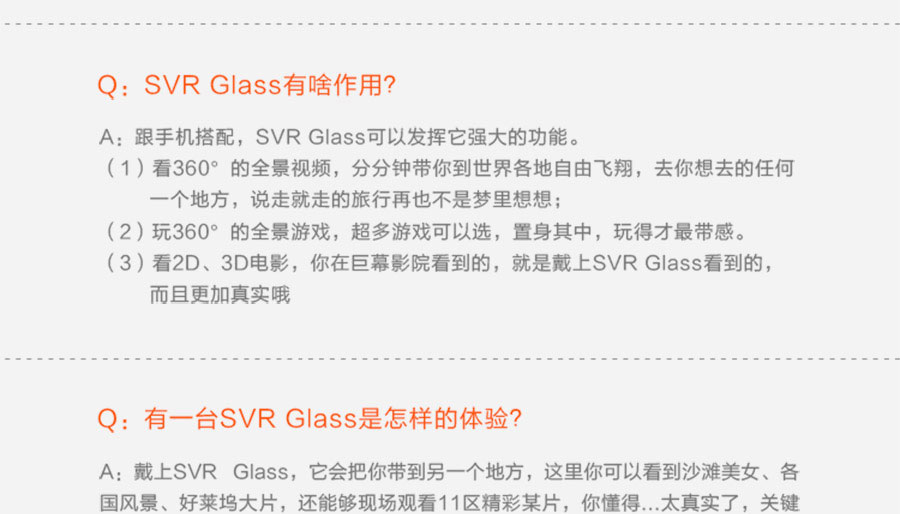 Q：SVR Glass有啥作用？
A：跟手机搭配，SVR Glass可以发挥它强大的功能。
（1）看360°的全景视频，分分钟带你到世界各地自由飞翔，去你想去的任何
一个地方，说走就走的旅行再也不是梦里想想；
（2）玩360°的全景游戏，超多游戏可以选，置身其中，玩得才最带感。
（3）看2D、3D电影，你在巨幕影院看到的，就是戴上SVR Glass看到的，
而且更加真实哦
Q：有一台SVR Glass是怎样的体验？
A：戴上SVR Glass，它会把你带到另一个地方，这里你可以看到沙滩美女、各
国风景、好莱坞大片，还能够现场观看11区精彩某片，你懂得...太真实了，关键